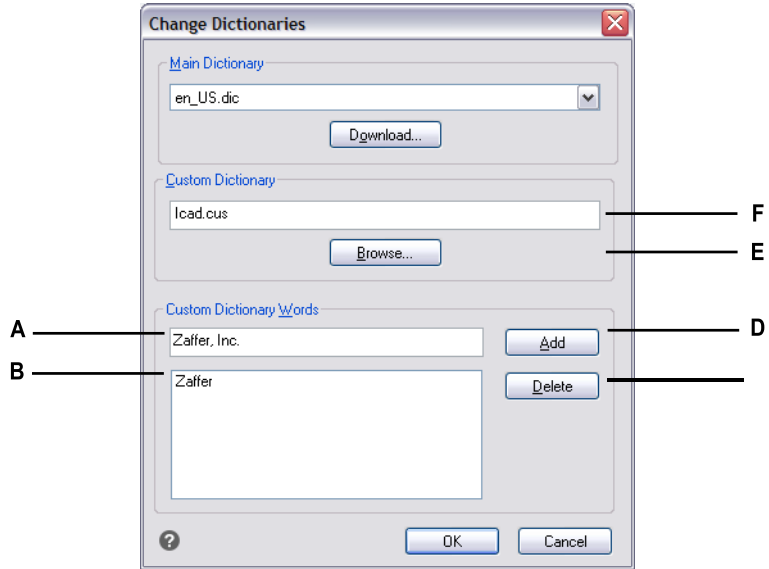 Change Dictionaries
Main Dictionary
en_US.dic
Download...
Custom Dictionary
Icad.cus
F
Browse...
E
Custom Dictionary Words
A
Zaffer, Inc.
Add
D
B
Zaffer
Delete
?
OK
Cancel